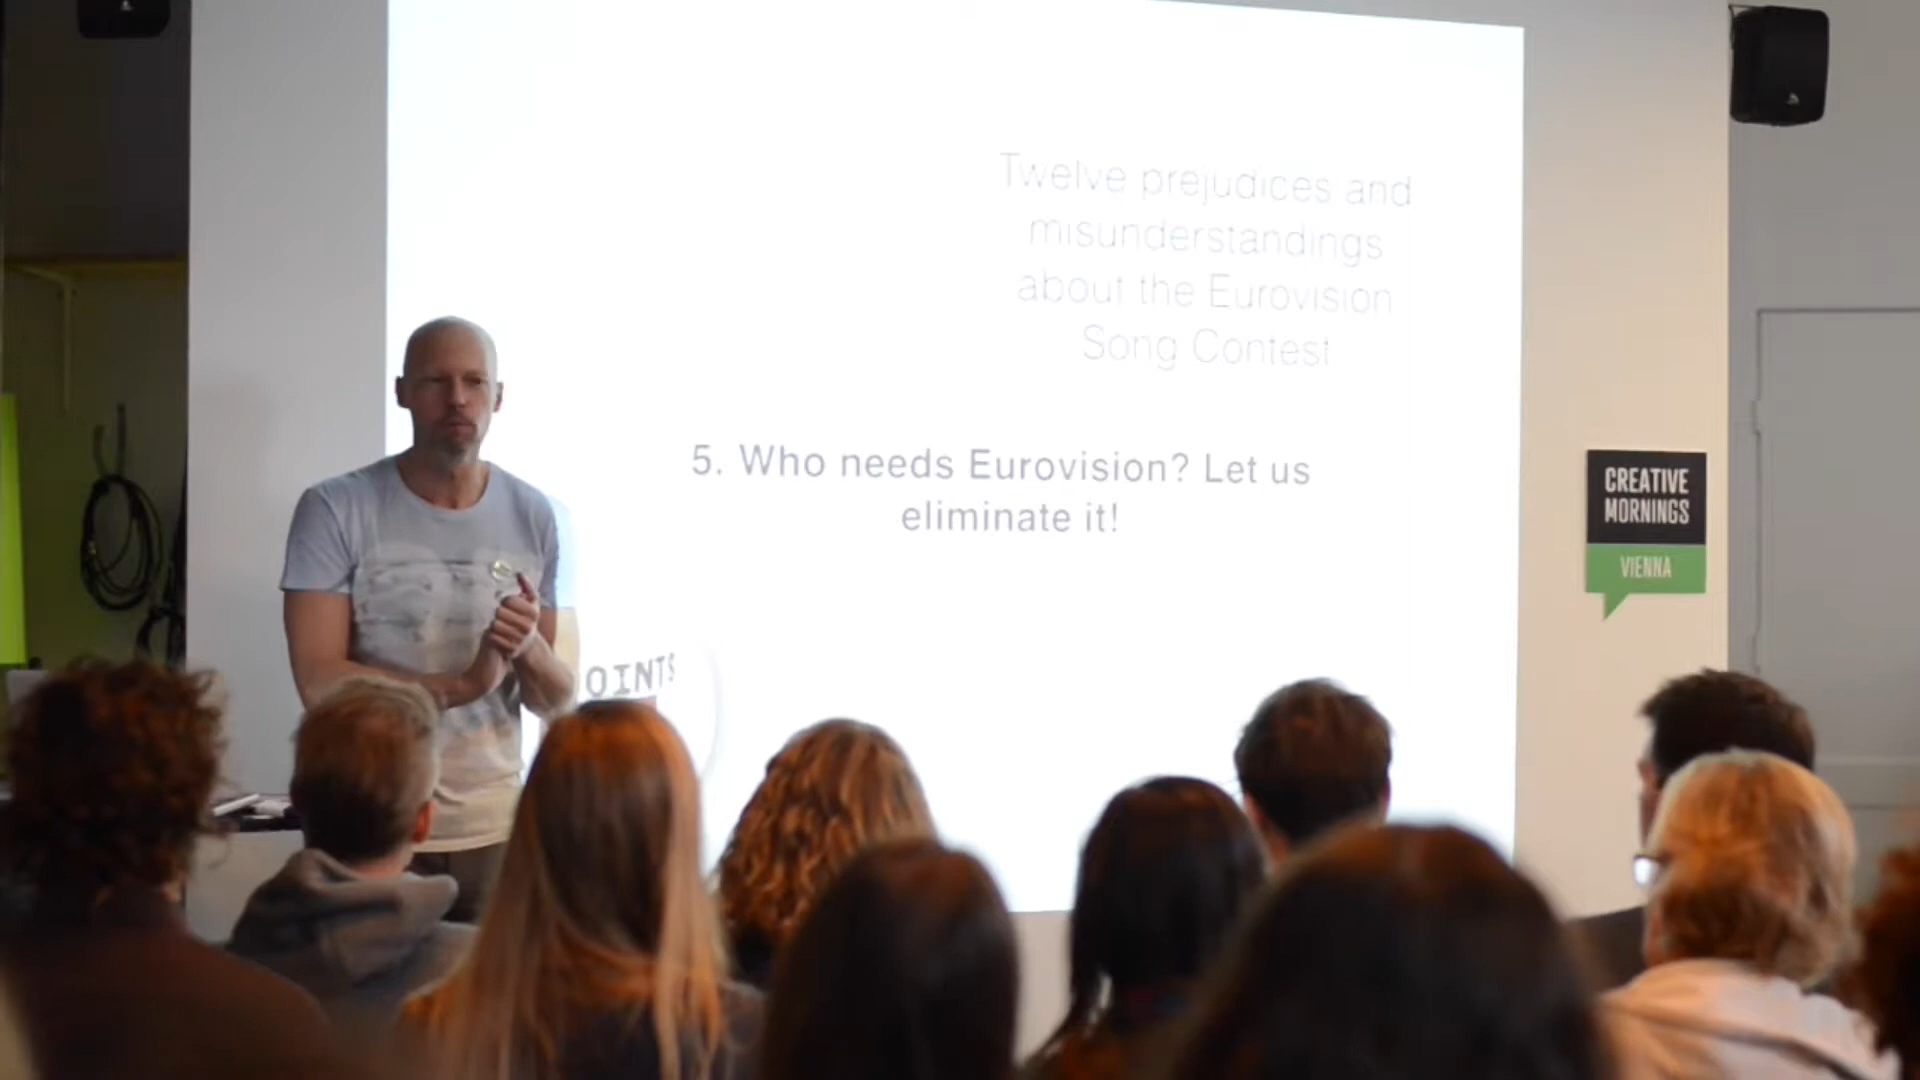 Twelve prejudices and
misunderstandings
about the Eurovision
Song Contest
5. Who needs Eurovision? Let us
eliminate it!
CREATIVE
MORNINGS
VIENNA
OINTS